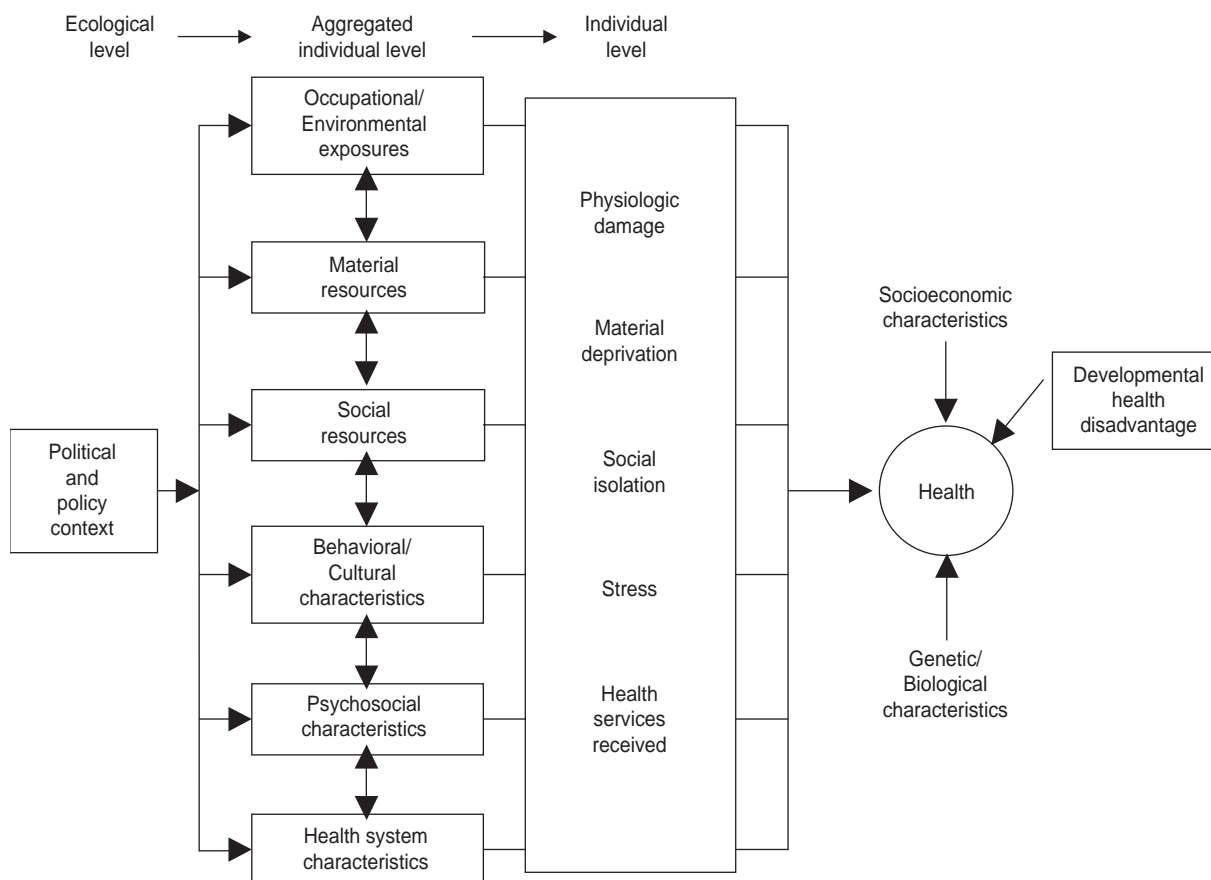 Ecological
level
Aggregated
individual level
Individual
level
Political
and
policy
context
Occupational/
Environmental
exposures
Material
resources
Social
resources
Behavioral/
Cultural
characteristics
Psychosocial
characteristics
Health system
characteristics
Physiologic
damage
Material
deprivation
Social
isolation
Stress
Health
services
received
Socioeconomic
characteristics
Developmental
health
disadvantage
Health
Genetic/
Biological
characteristics